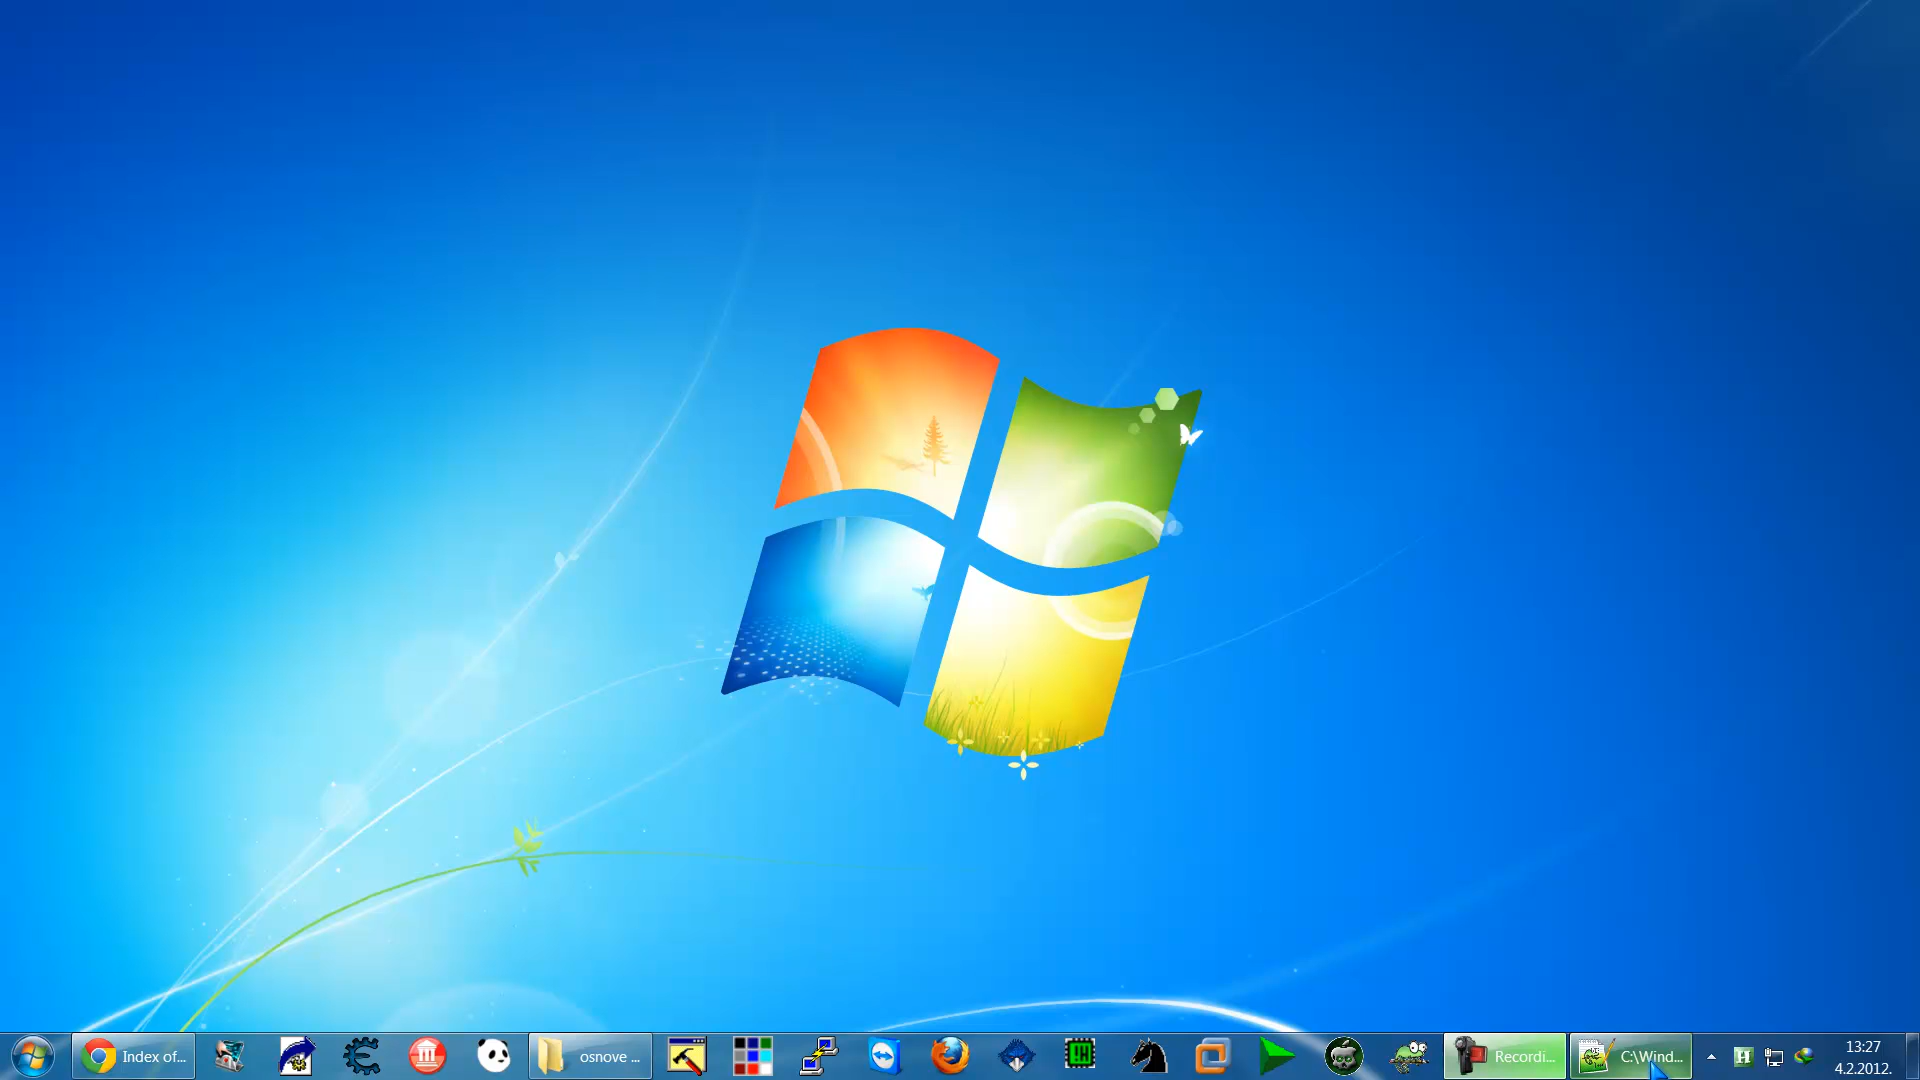 Index of...
osnove ...
Recordi...
C:\Wind...
H
13:27
4.2.2012.